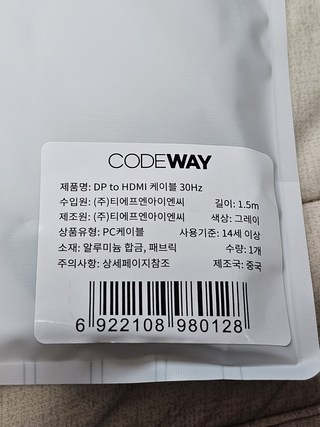 CODEWAY
제품명: DP to HDMI 케이블 30Hz
수입원: (주)티에프엔아이엔씨 길이: 1.5m
제조원: (주)티에프엔아이엔씨 색상: 그레이
상품유형: PC케이블 사용기준: 14세 이상
소재: 알루미늄 합금, 패브릭 수량: 1개
주의사항: 상세페이지참조 제조국: 중국
6 922108 980128